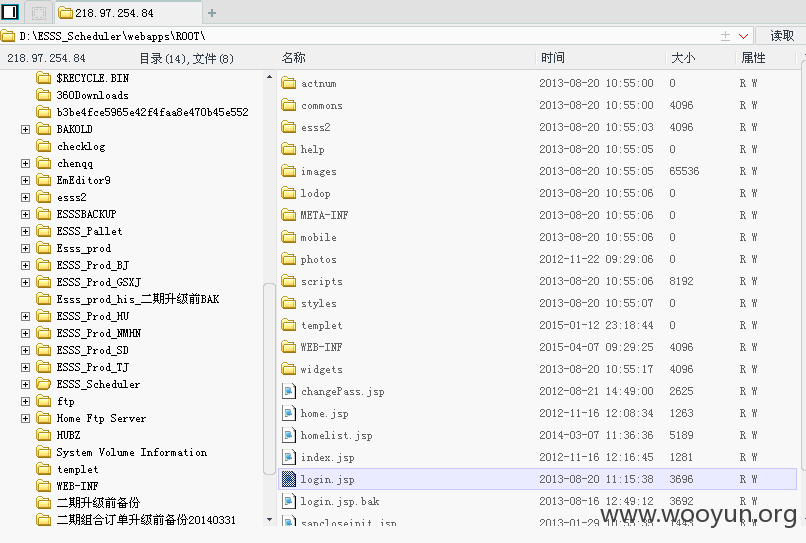 218.97.254.84
D:\ESSS_Scheduler\webapps\ROOT\ 读取
218.97.254.84 目录(14),文件(8)
$RECYCLE.BIN
360Downloads
b3be4fce5965e42f4faa8e470b45e552
BAKOLD
checklog
chenqq
EmEditor9
esss2
ESSSBACKUP
ESSS_Pallet
Esss_prod
ESSS_Prod_BJ
ESSS_Prod_GSXJ
Esss_prod_his_二期升级前BAK
ESSS_Prod_HU
ESSS_Prod_NMHN
ESSS_Prod_SD
ESSS_Prod_TJ
ESSS_Scheduler
ftp
Home Ftp Server
HUBZ
System Volume Information
templet
WEB-INF
二期升级前备份
二期组合订单升级前备份20140331
名称 时间 大小 属性
actnum 2013-08-20 10:55:00 0 R W
commons 2013-08-20 10:55:00 4096 R W
esss2 2013-08-20 10:55:03 4096 R W
help 2013-08-20 10:55:05 0 R W
images 2013-08-20 10:55:05 65536 R W
lodop 2013-08-20 10:55:06 0 R W
META-INF 2013-08-20 10:55:06 0 R W
mobile 2013-08-20 10:55:06 0 R W
photos 2012-11-22 09:29:06 0 R W
scripts 2013-08-20 10:55:06 8192 R W
styles 2013-08-20 10:55:07 0 R W
templet 2015-01-12 23:18:44 0 R W
WEB-INF 2015-04-07 09:29:25 4096 R W
widgets 2013-08-20 10:55:17 4096 R W
changePass.jsp 2012-08-21 14:49:00 2625 R W
home.jsp 2012-11-16 12:08:34 1263 R W
homelist.jsp 2014-03-07 11:36:36 5189 R W
index.jsp 2012-11-16 12:16:45 1281 R W
login.jsp 2013-08-20 11:15:38 3696 R W
login.jsp.bak 2013-08-16 12:49:12 3692 R W
sapcloseinit.jsp
www.wooyun.org